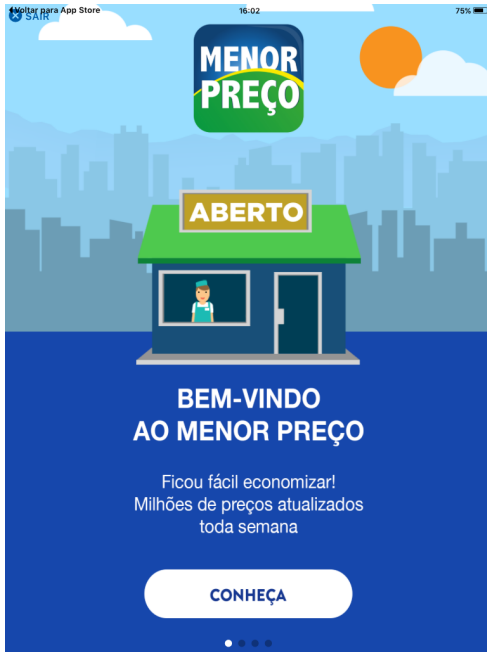 Voltar para App Store
16:02
75%
SAIR
MENOR
PREÇO
ABERTO
BEM-VINDO
AO MENOR PREÇO
Ficou fácil economizar!
Milhões de preços atualizados
toda semana
CONHEÇA